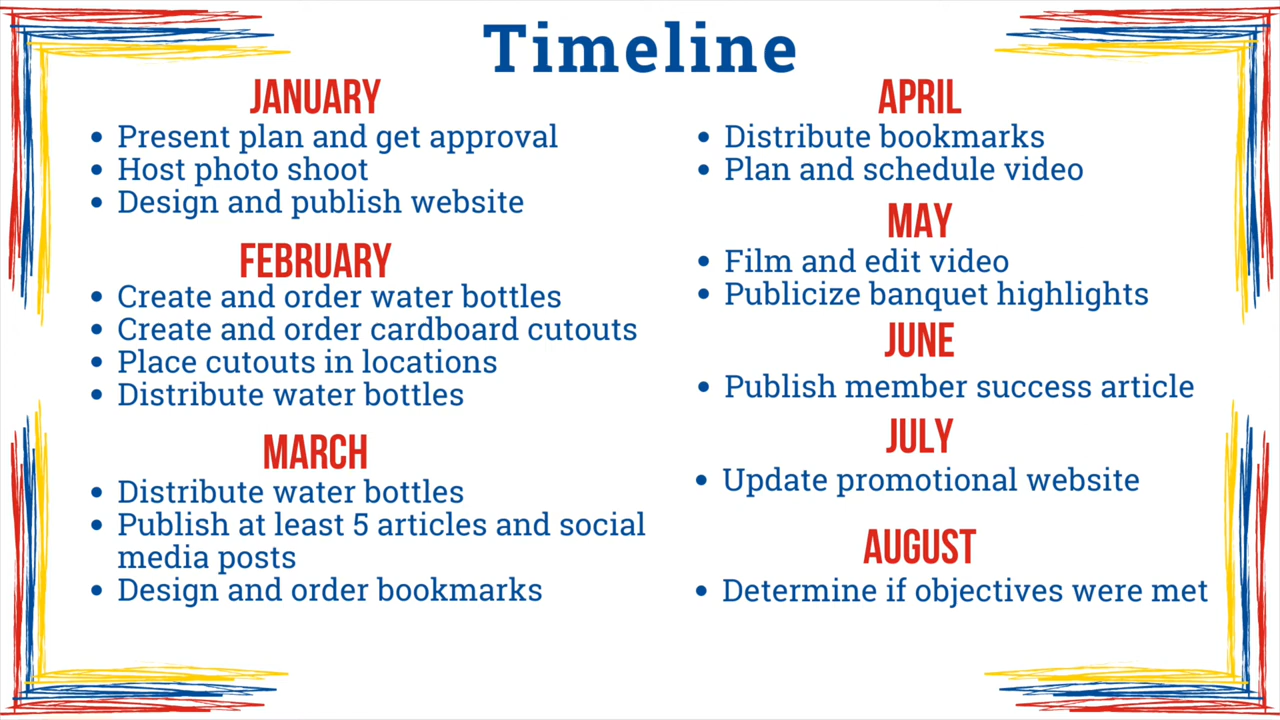 Timeline
JANUARY
• Present plan and get approval
• Host photo shoot
• Design and publish website
FEBRUARY
• Create and order water bottles
• Create and order cardboard cutouts
• Place cutouts in locations
• Distribute water bottles
MARCH
• Distribute water bottles
• Publish at least 5 articles and social
media posts
• Design and order bookmarks
APRIL
• Distribute bookmarks
• Plan and schedule video
MAY
• Film and edit video
• Publicize banquet highlights
JUNE
• Publish member success article
JULY
• Update promotional website
AUGUST
• Determine if objectives were met